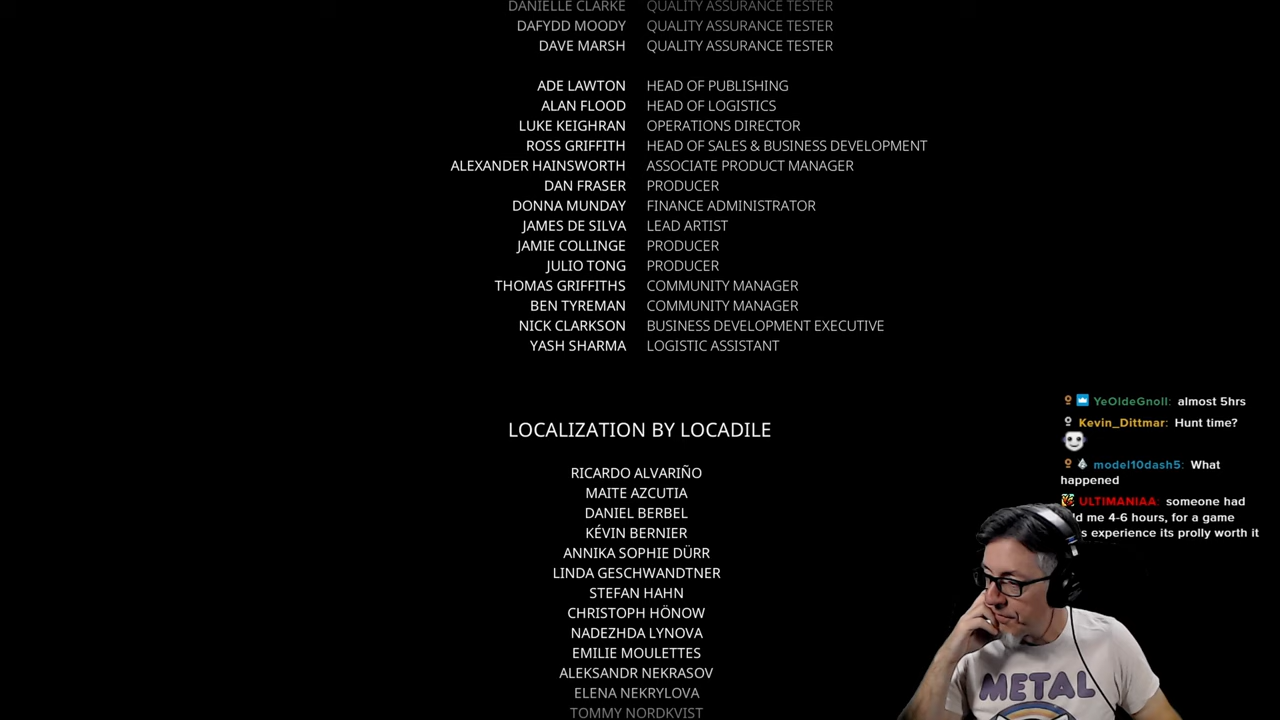 DANIELLE CLARKE QUALITY ASSURANCE TESTER
DAFYDD MOODY QUALITY ASSURANCE TESTER
DAVE MARSH QUALITY ASSURANCE TESTER
ADE LAWTON HEAD OF PUBLISHING
ALAN FLOOD HEAD OF LOGISTICS
LUKE KEIGHRAN OPERATIONS DIRECTOR
ROSS GRIFFITH HEAD OF SALES & BUSINESS DEVELOPMENT
ALEXANDER HAINSWORTH ASSOCIATE PRODUCT MANAGER
DAN FRASER PRODUCER
DONNA MUNDAY FINANCE ADMINISTRATOR
JAMES DE SILVA LEAD ARTIST
JAMIE COLLINGE PRODUCER
JULIO TONG PRODUCER
THOMAS GRIFFITHS COMMUNITY MANAGER
BEN TYREMAN COMMUNITY MANAGER
NICK CLARKSON BUSINESS DEVELOPMENT EXECUTIVE
YASH SHARMA LOGISTIC ASSISTANT
LOCALIZATION BY LOCADILE
RICARDO ALVARIÑO
MAITE AZCUTIA
DANIEL BERBEL
KÉVIN BERNIER
ANNIKA SOPHIE DÜRR
LINDA GESCHWANDTNER
STEFAN HAHN
CHRISTOPH HÖNOW
NADEZHDA LYNOVA
EMILIE MOULETTES
ALEKSANDR NEKRASOV
ELENA NEKRYLOVA
TOMMY NORDKVIST
YeOldeGnoll: almost 5hrs
Kevin_Dittmar: Hunt time?
model10dash5: What
happened
ULTIMANIAA: someone had
me 4-6 hours, for a game
experience its prolly worth it
METAL